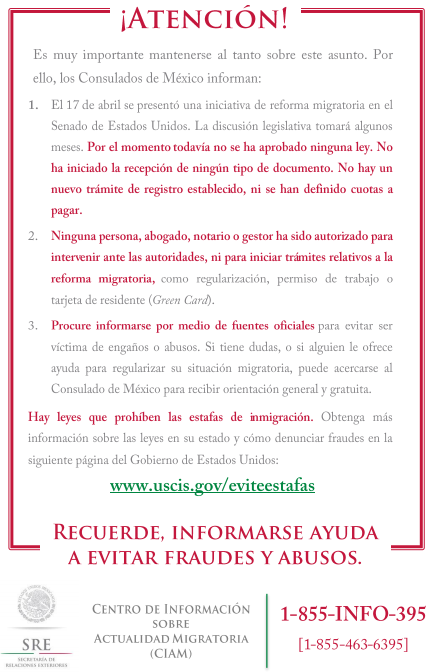 ¡Atención!
Es muy importante mantenerse al tanto sobre este asunto. Por
ello, los Consulados de México informan:
1. El 17 de abril se presentó una iniciativa de reforma migratoria en el
Senado de Estados Unidos. La discusión legislativa tomará algunos
meses. Por el momento todavía no se ha aprobado ninguna ley. No
ha iniciado la recepción de ningún tipo de documento. No hay un
nuevo trámite de registro establecido, ni se han definido cuotas a
pagar.
2. Ninguna persona, abogado, notario o gestor ha sido autorizado para
intervenir ante las autoridades, ni para iniciar trámites relativos a la
reforma migratoria, como regularización, permiso de trabajo o
tarjeta de residente (Green Card).
3. Procure informarse por medio de fuentes oficiales para evitar ser
víctima de engaños o abusos. Si tiene dudas, o si alguien le ofrece
ayuda para regularizar su situación migratoria, puede acercarse al
Consulado de México para recibir orientación general y gratuita.
Hay leyes que prohíben las estafas de inmigración. Obtenga más
información sobre las leyes en su estado y cómo denunciar fraudes en la
siguiente página del Gobierno de Estados Unidos:
www.uscis.gov/eviteestafas
Recuerde, informarse ayuda
a evitar fraudes y abusos.
SRE
SECRETARÍA DE
RELACIONES EXTERIORES
Centro de Información
sobre
Actualidad Migratoria
(CIAM)
1-855-INFO-395
[1-855-463-6395]